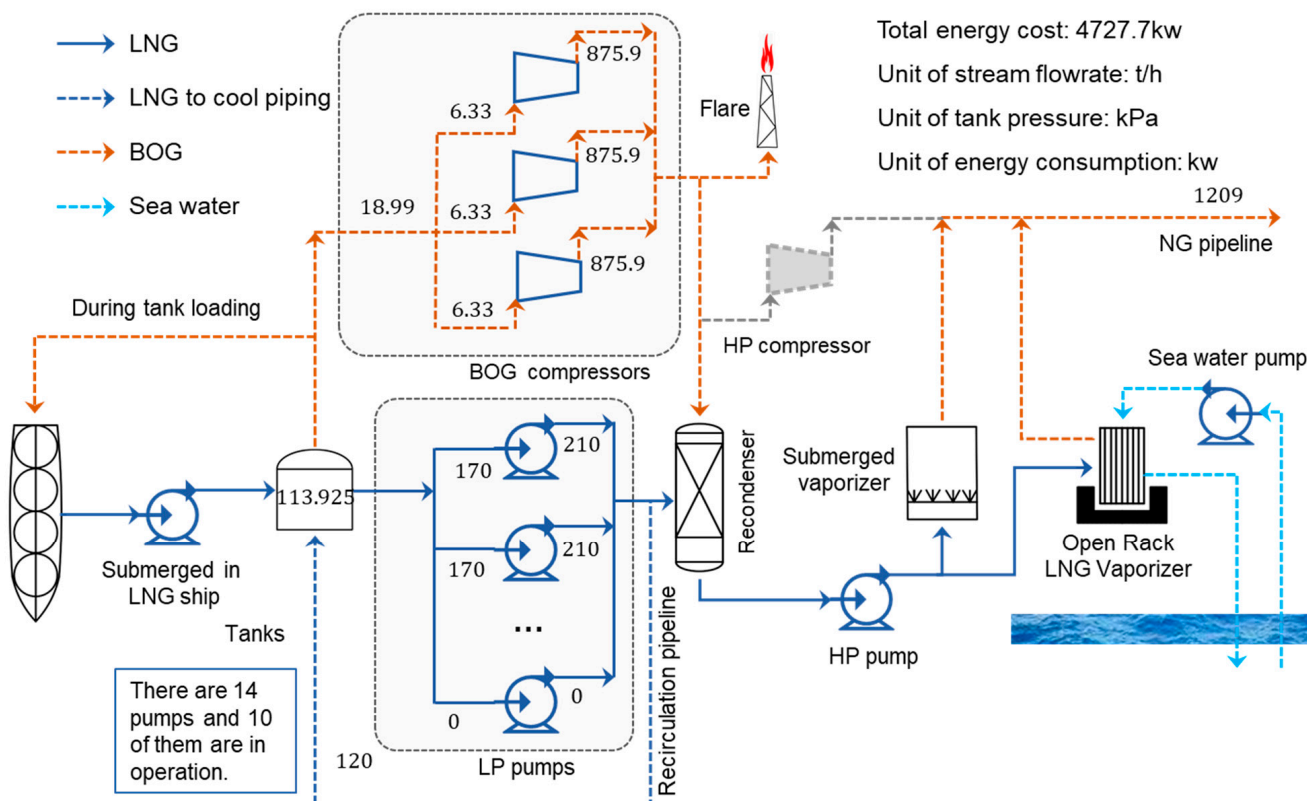 LNG
LNG to cool piping
BOG
Sea water
Total energy cost: 4727.7kw
Unit of stream flowrate: t/h
Unit of tank pressure: kPa
Unit of energy consumption: kw
875.9
6.33
875.9
6.33
875.9
6.33
18.99
BOG compressors
Flare
HP compressor
1209
NG pipeline
During tank loading
Submerged in
LNG ship
113.925
Tanks
There are 14
pumps and 10
of them are in
operation.
120
170
210
170
210
...
0
0
LP pumps
Recirculation pipeline
Recondenser
HP pump
Submerged
vaporizer
Sea water pump
Open Rack
LNG Vaporizer